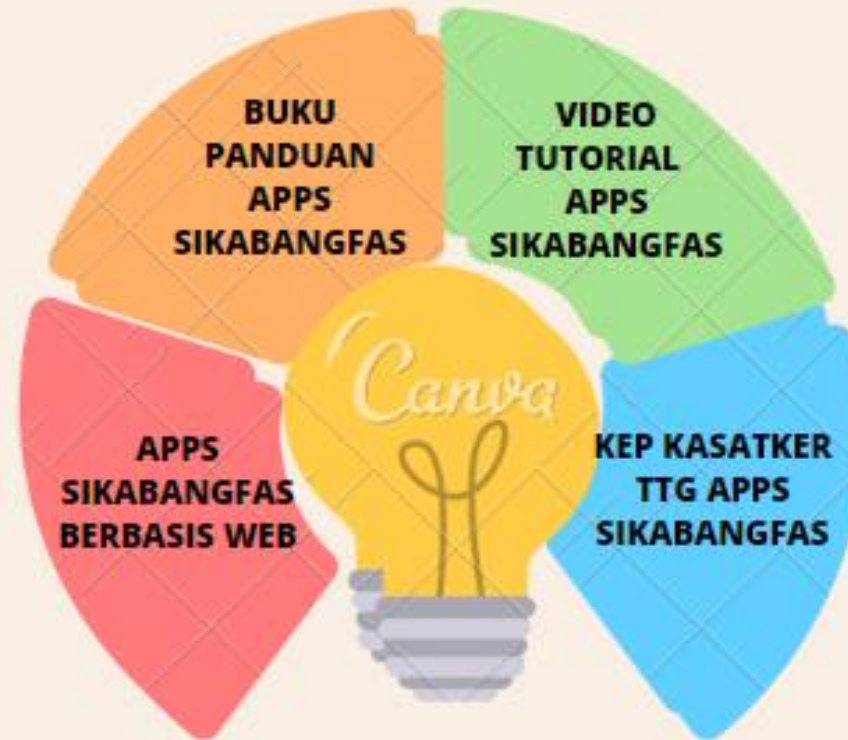 BUKU
PANDUAN
APPS
SIKABANGFAS
VIDEO
TUTORIAL
APPS
SIKABANGFAS
Canva
APPS
SIKABANGFAS
BERBASIS WEB
KEP KASATKER
TTG APPS
SIKABANGFAS